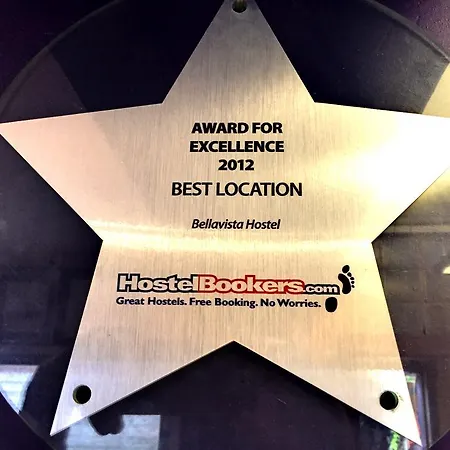 AWARD FOR
EXCELLENCE
2012
BEST LOCATION
Bellavista Hostel
HostelBookers.com
Great Hostels. Free Booking. No Worries.